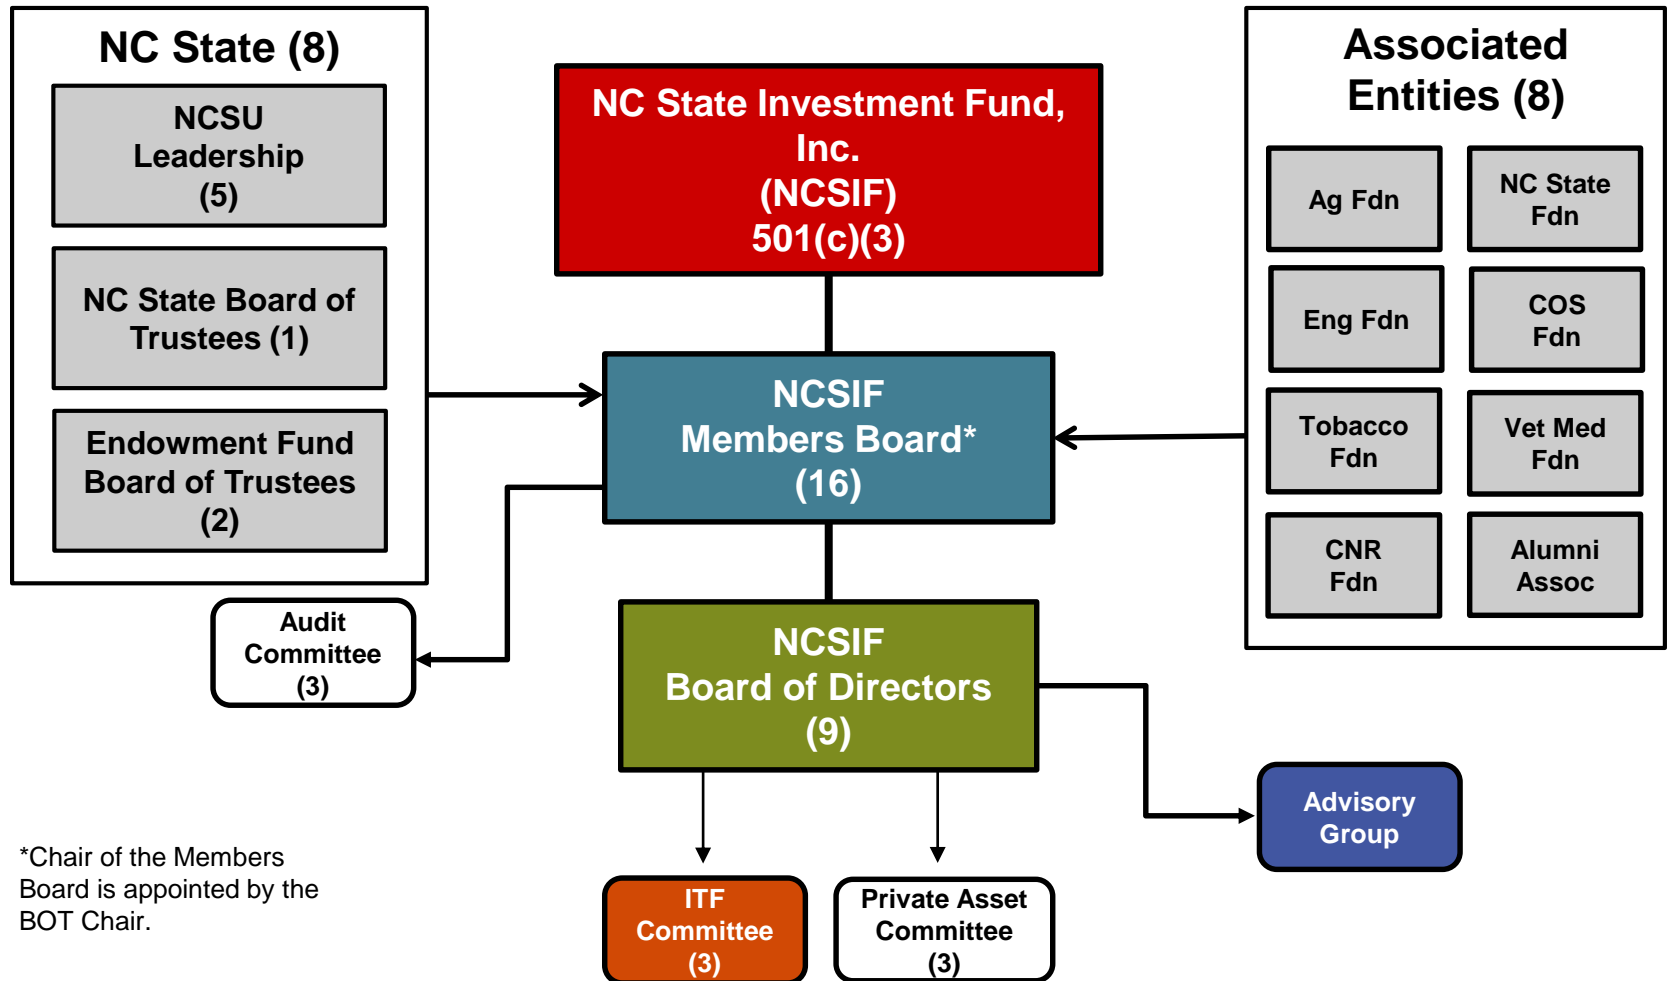 NC State (8)
NCSU
Leadership
(5)
NC State Board of
Trustees (1)
Endowment Fund
Board of Trustees
(2)
NC State Investment Fund,
Inc.
(NCSIF)
501(c)(3)
NCSIF
Members Board*
(16)
NCSIF
Board of Directors
(9)
Associated
Entities (8)
Ag Fdn
NC State
Fdn
Eng Fdn
COS
Fdn
Tobacco
Fdn
Vet Med
Fdn
CNR
Fdn
Alumni
Assoc
Audit
Committee
(3)
Advisory
Group
ITF
Committee
(3)
Private Asset
Committee
(3)
*Chair of the Members
Board is appointed by the
BOT Chair.